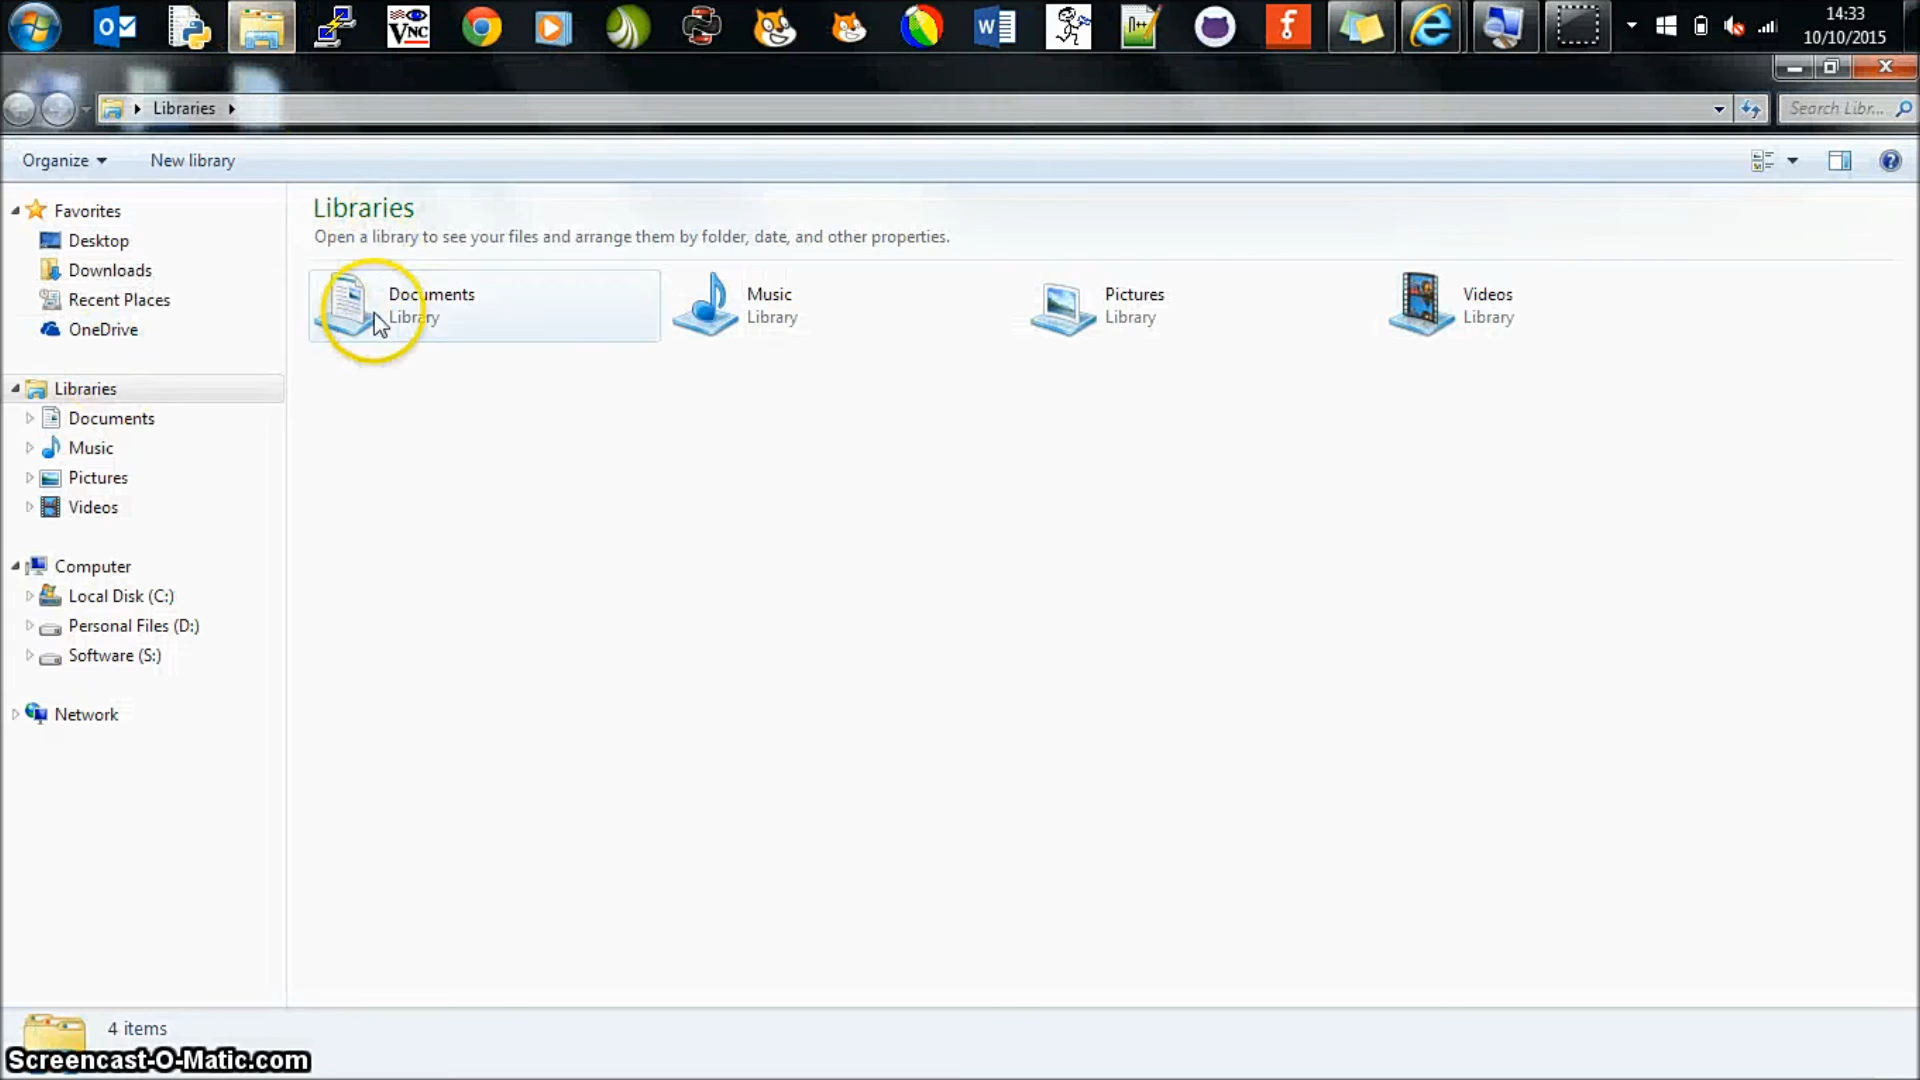 14:33
10/10/2015
VNC
Libraries
Search Libr...
Organize
New library
Favorites
Desktop
Downloads
Recent Places
OneDrive
Libraries
Documents
Music
Pictures
Videos
Computer
Local Disk (C:)
Personal Files (D:)
Software (S:)
Network
Libraries
Open a library to see your files and arrange them by folder, date, and other properties.
Documents
Library
Music
Library
Pictures
Library
Videos
Library
4 items
Screencast-O-Matic.com